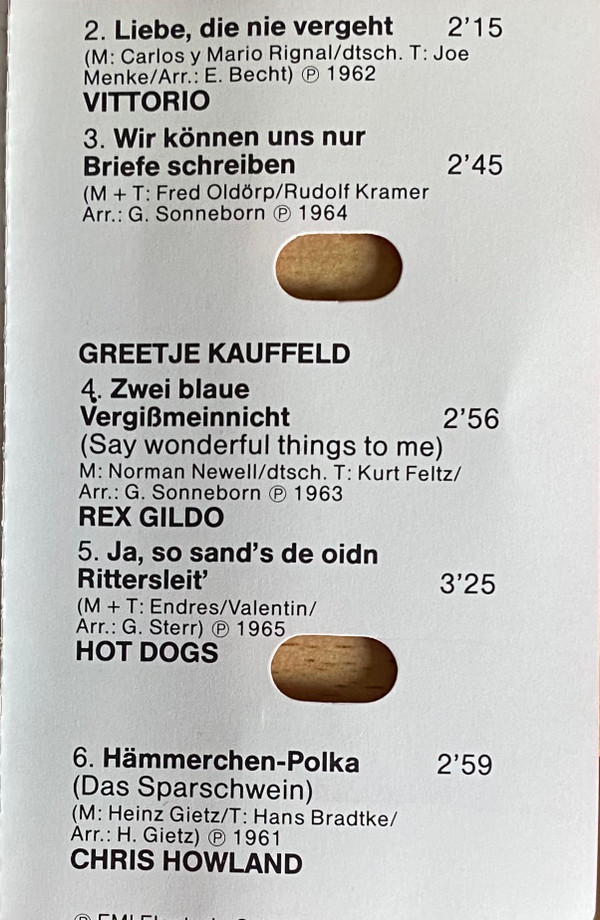 2. Liebe, die nie vergeht 2’15
(M: Carlos y Mario Rignal/dtsch. T: Joe
Menke/Arr.: E. Becht) ℗ 1962
VITTORIO
3. Wir können uns nur
Briefe schreiben 2’45
(M + T: Fred Oldörp/Rudolf Kramer
Arr.: G. Sonneborn ℗ 1964
GREETJE KAUFFELD
4. Zwei blaue
Vergißmeinnicht 2’56
(Say wonderful things to me)
M: Norman Newell/dtsch. T: Kurt Feltz/
Arr.: G. Sonneborn ℗ 1963
REX GILDO
5. Ja, so sand’s de oidn
Rittersleit’ 3’25
(M + T: Endres/Valentin/
Arr.: G. Sterr) ℗ 1965
HOT DOGS
6. Hämmerchen-Polka 2’59
(Das Sparschwein)
(M: Heinz Gietz/T: Hans Bradtke/
Arr.: H. Gietz) ℗ 1961
CHRIS HOWLAND
℗ EMI